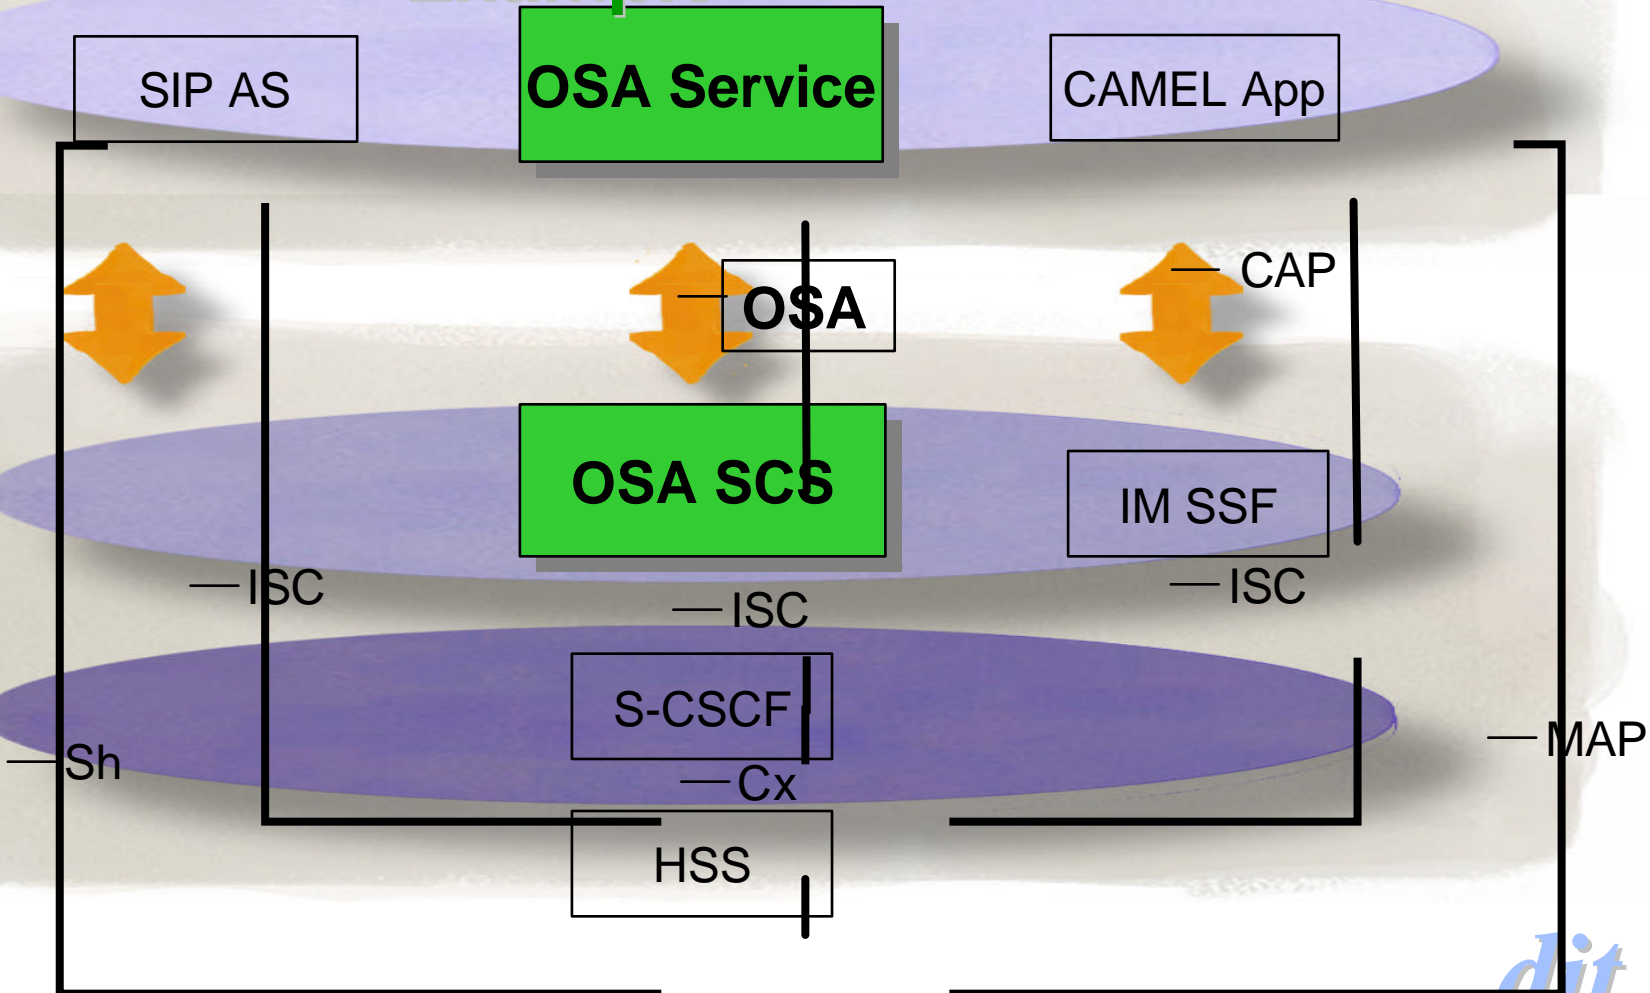 SIP AS
OSA Service
CAMEL App
CAP
OSA
OSA SCS
IM SSF
ISC
ISC
ISC
S-CSCF
Sh
MAP
Cx
HSS
dit